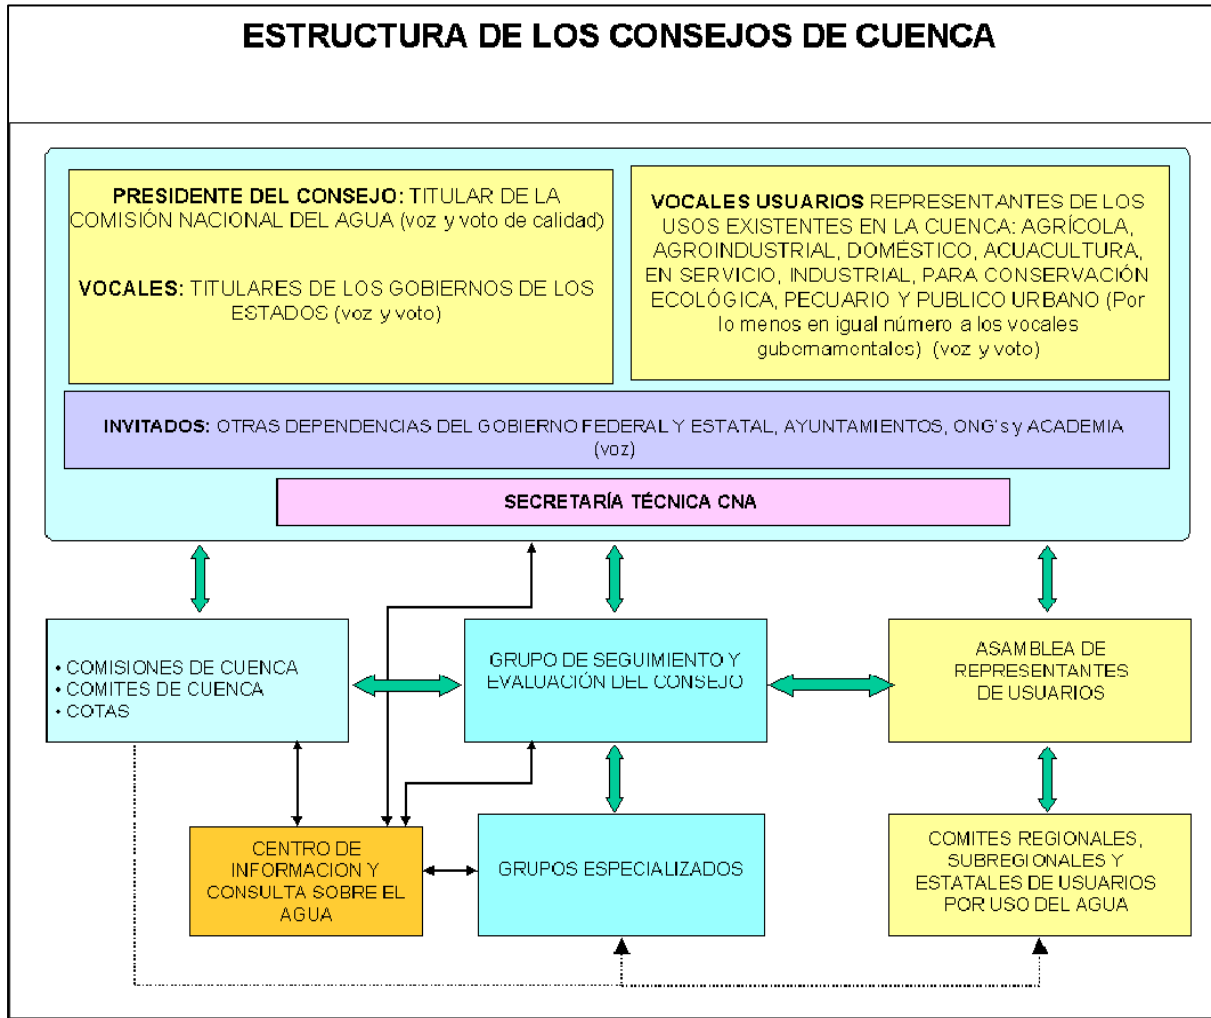 ESTRUCTURA DE LOS CONSEJOS DE CUENCA
PRESIDENTE DEL CONSEJO: TITULAR DE LA
COMISIÓN NACIONAL DEL AGUA (voz y voto de calidad)
VOCALES: TITULARES DE LOS GOBIERNOS DE LOS
ESTADOS (voz y voto)
VOCALES USUARIOS REPRESENTANTES DE LOS
USOS EXISTENTES EN LA CUENCA: AGRÍCOLA,
AGROINDUSTRIAL, DOMÉSTICO, ACUACULTURA,
EN SERVICIO, INDUSTRIAL, PARA CONSERVACIÓN
ECOLÓGICA, PECUARIO Y PUBLICO URBANO (Por
lo menos en igual número a los vocales
gubernamentales) (voz y voto)
INVITADOS: OTRAS DEPENDENCIAS DEL GOBIERNO FEDERAL Y ESTATAL, AYUNTAMIENTOS, ONG's y ACADEMIA
(voz)
SECRETARÍA TÉCNICA CNA
• COMISIONES DE CUENCA
• COMITES DE CUENCA
• COTAS
GRUPO DE SEGUIMIENTO Y
EVALUACIÓN DEL CONSEJO
ASAMBLEA DE
REPRESENTANTES
DE USUARIOS
CENTRO DE
INFORMACION Y
CONSULTA SOBRE EL
AGUA
GRUPOS ESPECIALIZADOS
COMITES REGIONALES,
SUBREGIONALES Y
ESTATALES DE USUARIOS
POR USO DEL AGUA